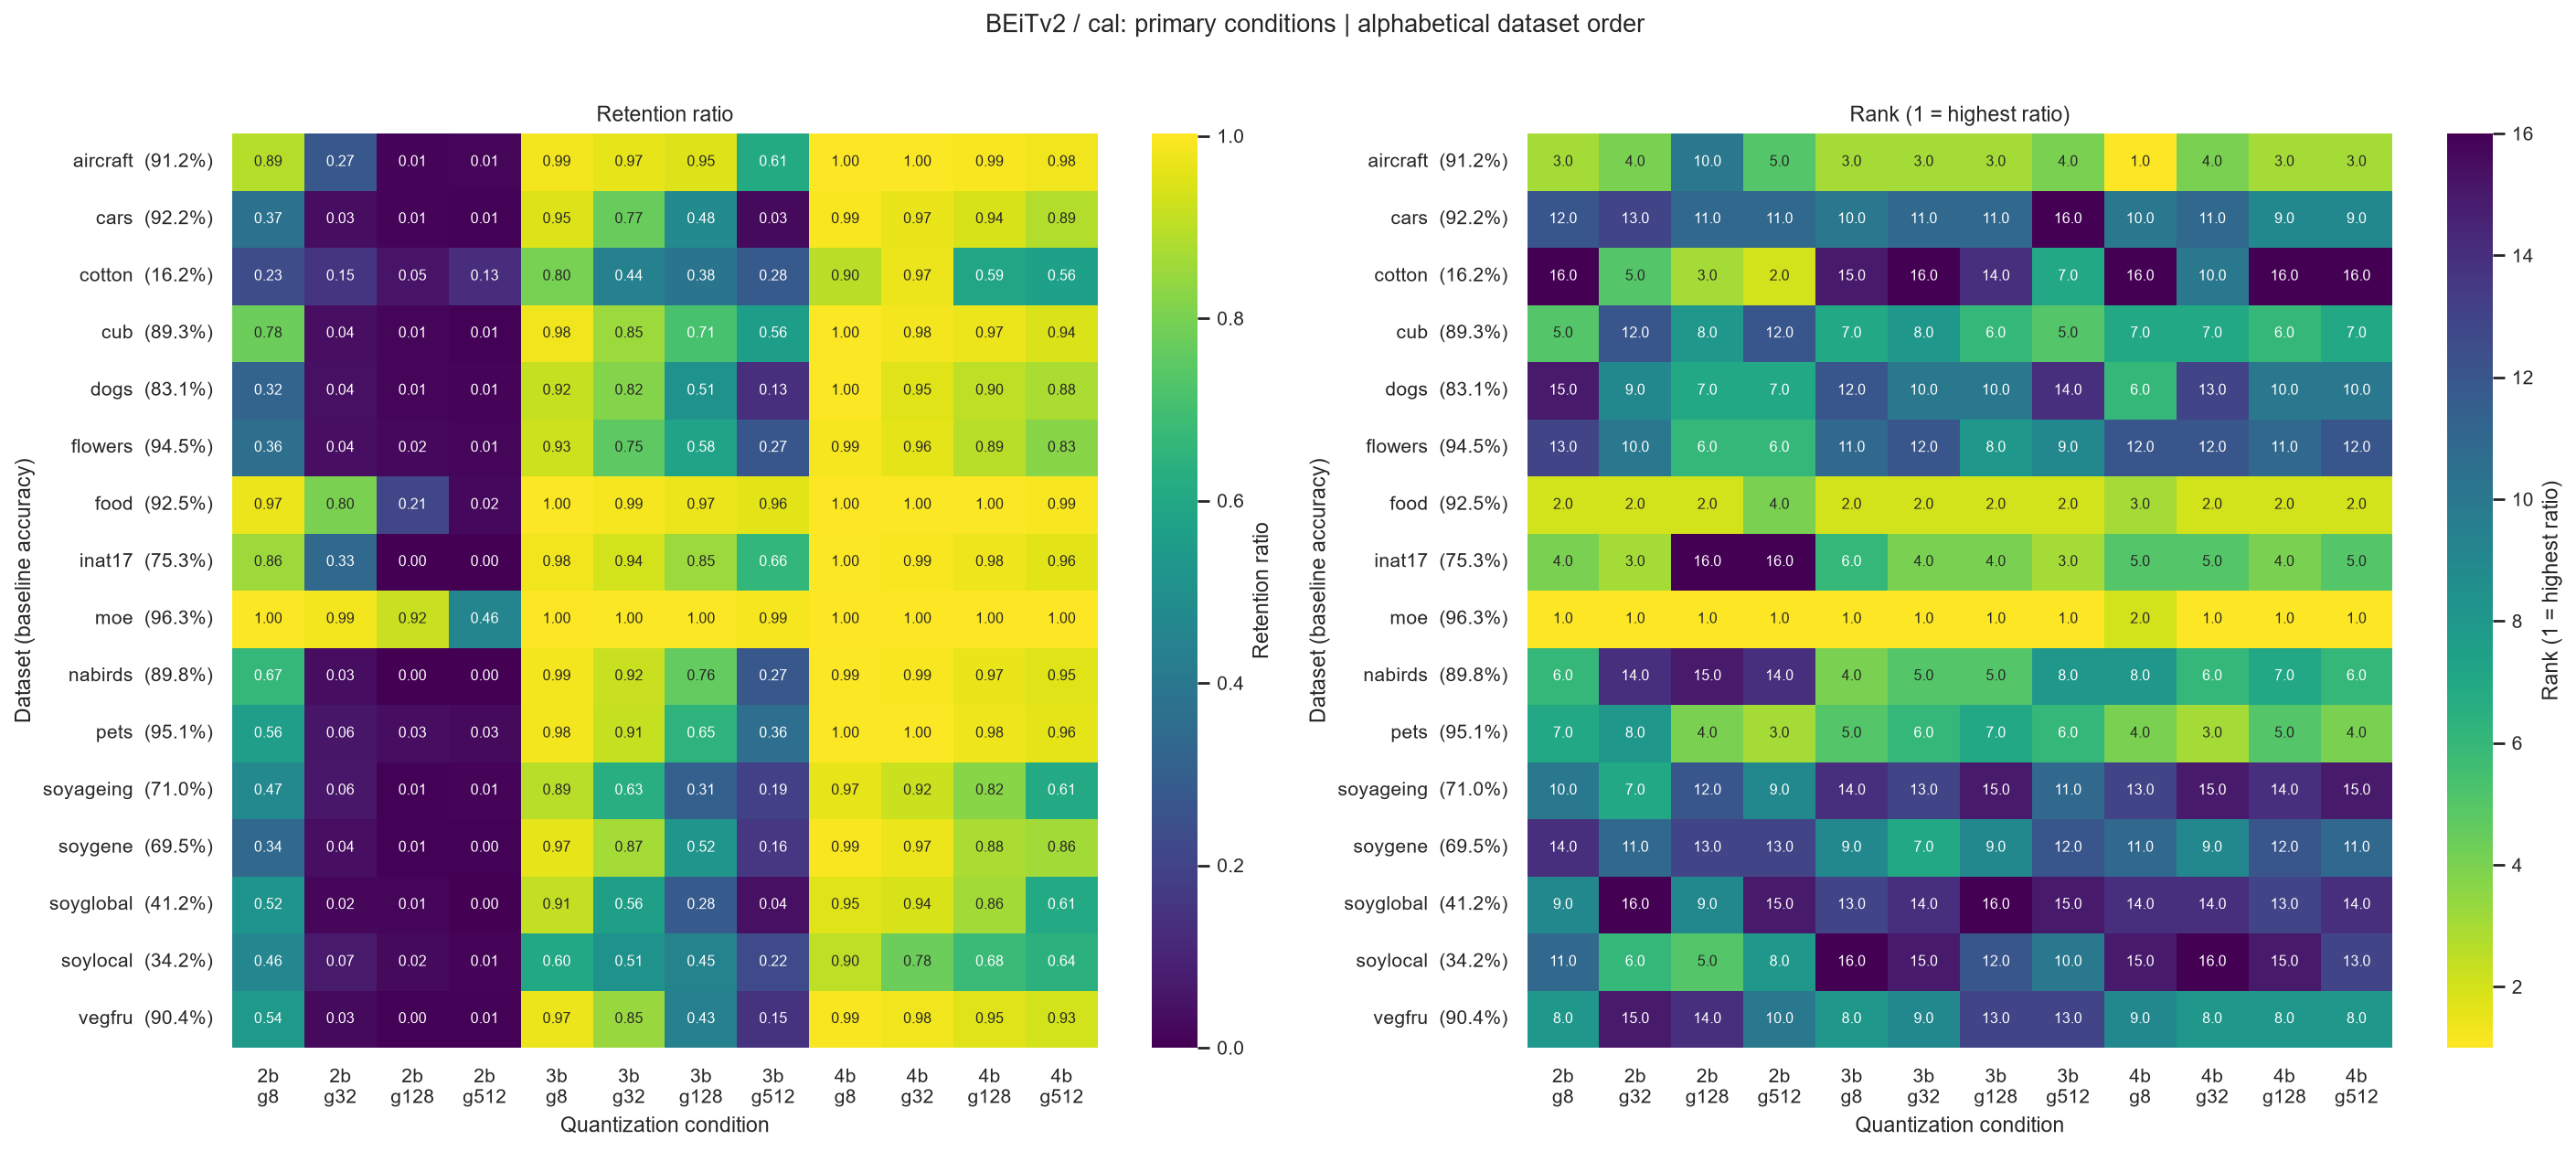 BEiTv2 / cal: primary conditions | alphabetical dataset order
Retention ratio
Dataset (baseline accuracy)
aircraft (91.2%) 0.89 0.27 0.01 0.01 0.99 0.97 0.95 0.61 1.00 1.00 0.99 0.98
cars (92.2%) 0.37 0.03 0.01 0.01 0.95 0.77 0.48 0.03 0.99 0.97 0.94 0.89
cotton (16.2%) 0.23 0.15 0.05 0.13 0.80 0.44 0.38 0.28 0.90 0.97 0.59 0.56
cub (89.3%) 0.78 0.04 0.01 0.01 0.98 0.85 0.71 0.56 1.00 0.98 0.97 0.94
dogs (83.1%) 0.32 0.04 0.01 0.01 0.92 0.82 0.51 0.13 1.00 0.95 0.90 0.88
flowers (94.5%) 0.36 0.04 0.02 0.01 0.93 0.75 0.58 0.27 0.99 0.96 0.89 0.83
food (92.5%) 0.97 0.80 0.21 0.02 1.00 0.99 0.97 0.96 1.00 1.00 1.00 0.99
inat17 (75.3%) 0.86 0.33 0.00 0.00 0.98 0.94 0.85 0.66 1.00 0.99 0.98 0.96
moe (96.3%) 1.00 0.99 0.92 0.46 1.00 1.00 1.00 0.99 1.00 1.00 1.00 1.00
nabirds (89.8%) 0.67 0.03 0.00 0.00 0.99 0.92 0.76 0.27 0.99 0.99 0.97 0.95
pets (95.1%) 0.56 0.06 0.03 0.03 0.98 0.91 0.65 0.36 1.00 1.00 0.98 0.96
soyageing (71.0%) 0.47 0.06 0.01 0.01 0.89 0.63 0.31 0.19 0.97 0.92 0.82 0.61
soygene (69.5%) 0.34 0.04 0.01 0.00 0.97 0.87 0.52 0.16 0.99 0.97 0.88 0.86
soyglobal (41.2%) 0.52 0.02 0.01 0.00 0.91 0.56 0.28 0.04 0.95 0.94 0.86 0.61
soylocal (34.2%) 0.46 0.07 0.02 0.01 0.60 0.51 0.45 0.22 0.90 0.78 0.68 0.64
vegfru (90.4%) 0.54 0.03 0.00 0.01 0.97 0.85 0.43 0.15 0.99 0.98 0.95 0.93
2b 2b 2b 2b 3b 3b 3b 3b 4b 4b 4b 4b
g8 g32 g128 g512 g8 g32 g128 g512 g8 g32 g128 g512
Quantization condition
1.0
0.8
0.6
0.4
0.2
0.0
Retention ratio
Rank (1 = highest ratio)
Dataset (baseline accuracy)
aircraft (91.2%) 3.0 4.0 10.0 5.0 3.0 3.0 3.0 4.0 1.0 4.0 3.0 3.0
cars (92.2%) 12.0 13.0 11.0 11.0 10.0 11.0 11.0 16.0 10.0 11.0 9.0 9.0
cotton (16.2%) 16.0 5.0 3.0 2.0 15.0 16.0 14.0 7.0 16.0 10.0 16.0 16.0
cub (89.3%) 5.0 12.0 8.0 12.0 7.0 8.0 6.0 5.0 7.0 7.0 6.0 7.0
dogs (83.1%) 15.0 9.0 7.0 7.0 12.0 10.0 10.0 14.0 6.0 13.0 10.0 10.0
flowers (94.5%) 13.0 10.0 6.0 6.0 11.0 12.0 8.0 9.0 12.0 12.0 11.0 12.0
food (92.5%) 2.0 2.0 2.0 4.0 2.0 2.0 2.0 2.0 3.0 2.0 2.0 2.0
inat17 (75.3%) 4.0 3.0 16.0 16.0 6.0 4.0 4.0 3.0 5.0 5.0 4.0 5.0
moe (96.3%) 1.0 1.0 1.0 1.0 1.0 1.0 1.0 1.0 2.0 1.0 1.0 1.0
nabirds (89.8%) 6.0 14.0 15.0 14.0 4.0 5.0 5.0 8.0 8.0 6.0 7.0 6.0
pets (95.1%) 7.0 8.0 4.0 3.0 5.0 6.0 7.0 6.0 4.0 3.0 5.0 4.0
soyageing (71.0%) 10.0 7.0 12.0 9.0 14.0 13.0 15.0 11.0 13.0 15.0 14.0 15.0
soygene (69.5%) 14.0 11.0 13.0 13.0 9.0 7.0 9.0 12.0 11.0 9.0 12.0 11.0
soyglobal (41.2%) 9.0 16.0 9.0 15.0 13.0 14.0 16.0 15.0 14.0 14.0 13.0 14.0
soylocal (34.2%) 11.0 6.0 5.0 8.0 16.0 15.0 12.0 10.0 15.0 16.0 15.0 13.0
vegfru (90.4%) 8.0 15.0 14.0 10.0 8.0 9.0 13.0 13.0 9.0 8.0 8.0 8.0
2b 2b 2b 2b 3b 3b 3b 3b 4b 4b 4b 4b
g8 g32 g128 g512 g8 g32 g128 g512 g8 g32 g128 g512
Quantization condition
16
14
12
10
8
6
4
2
Rank (1 = highest ratio)